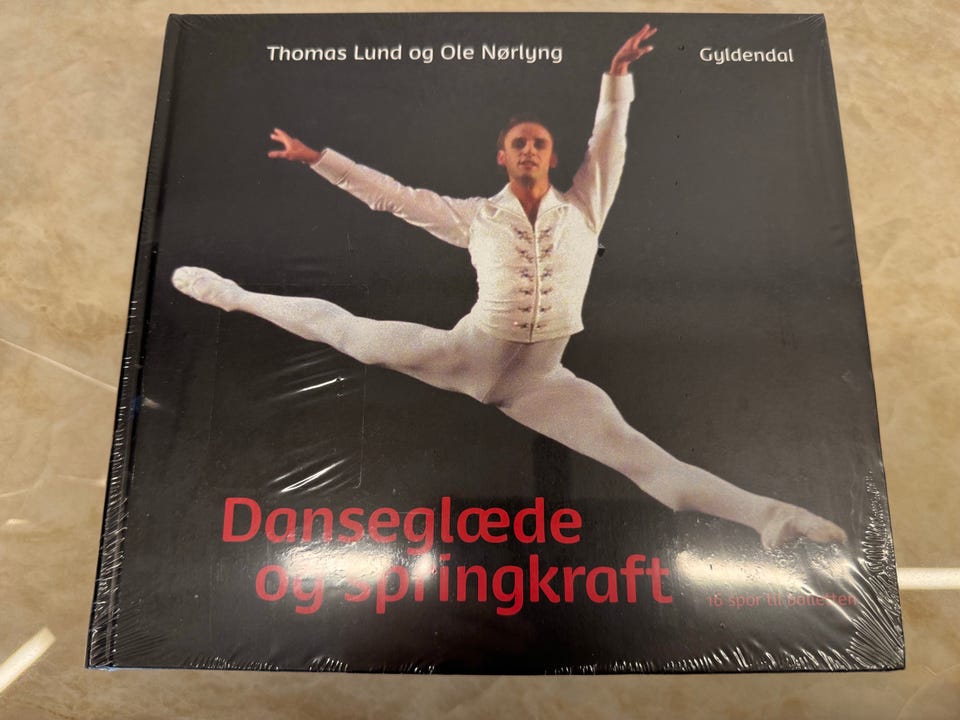 Thomas Lund og Ole Nørlyng
Gyldendal
Danseglæde
og springkraft
16 spor til balletten